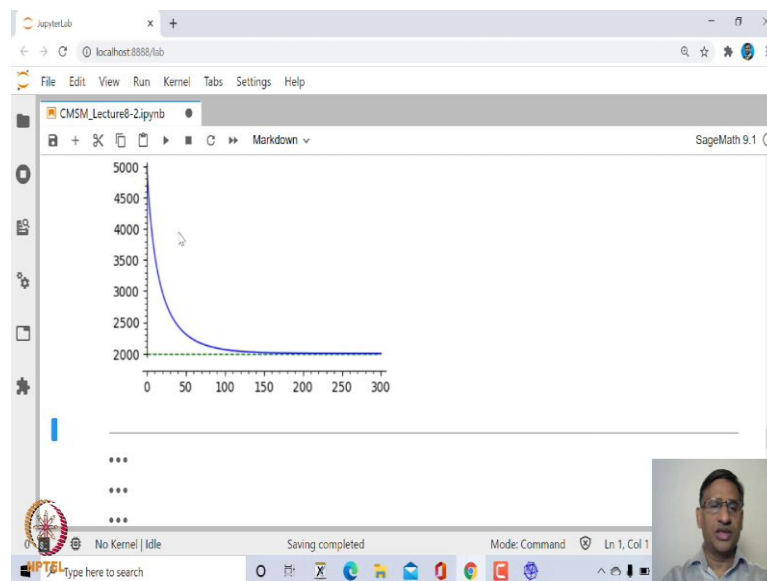 JupyterLab
localhost:8888/lab
File Edit View Run Kernel Tabs Settings Help
CMSM_Lecture8-2.ipynb
Markdown
SageMath 9.1
5000
4500
4000
3500
3000
2500
2000
0 50 100 150 200 250 300
No Kernel | Idle Saving completed Mode: Command Ln 1, Col 1
NPTEL Type here to search